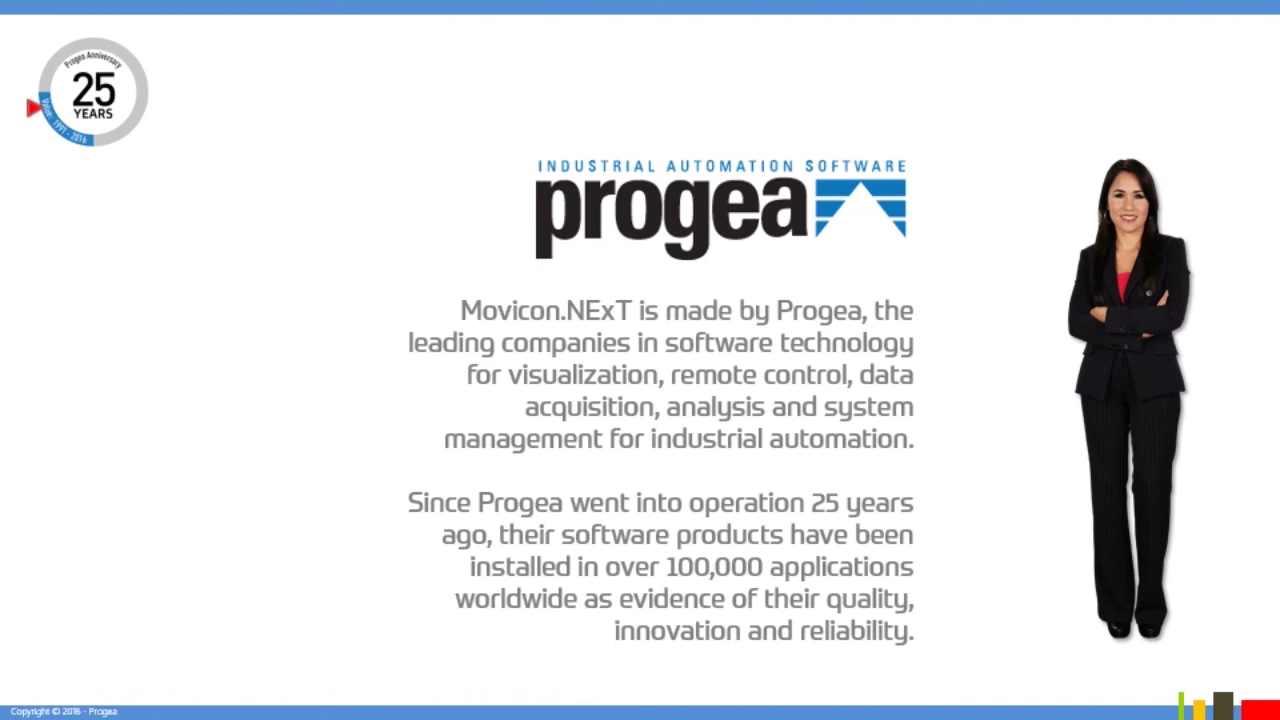 Progea Anniversary
25
YEARS
Value: 1991 - 2016
INDUSTRIAL AUTOMATION SOFTWARE
progea
Movicon.NExT is made by Progea, the
leading companies in software technology
for visualization, remote control, data
acquisition, analysis and system
management for industrial automation.
Since Progea went into operation 25 years
ago, their software products have been
installed in over 100,000 applications
worldwide as evidence of their quality,
innovation and reliability.
Copyright © 2016 - Progea